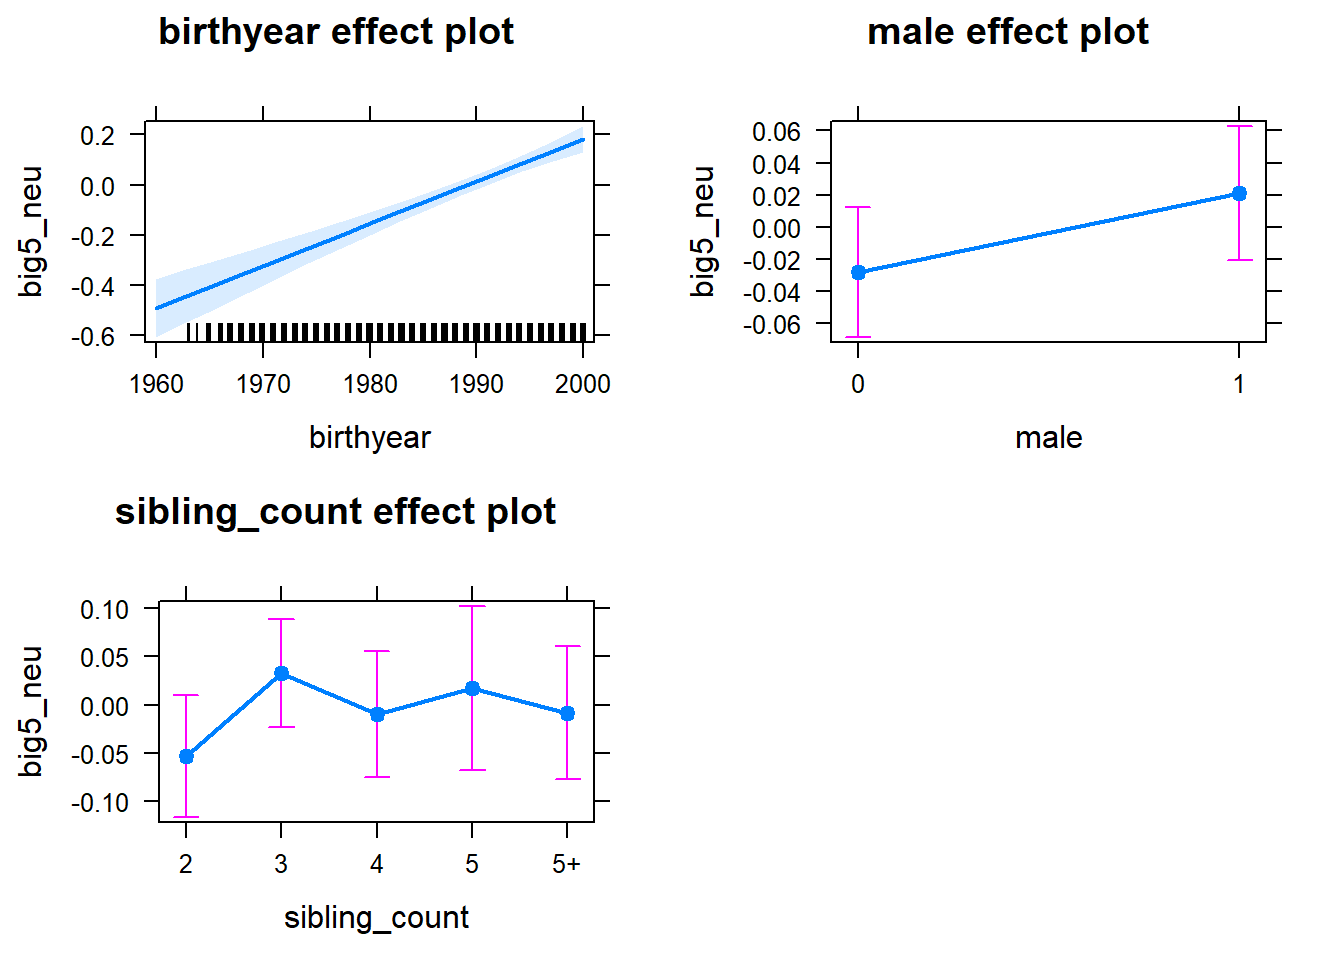 birthyear effect plot
big5_neu
0.2
0.0
-0.2
-0.4
-0.6
1960 1970 1980 1990 2000
birthyear
male effect plot
big5_neu
0.06
0.04
0.02
0.00
-0.02
-0.04
-0.06
0 1
male
sibling_count effect plot
big5_neu
0.10
0.05
0.00
-0.05
-0.10
2 3 4 5 5+
sibling_count